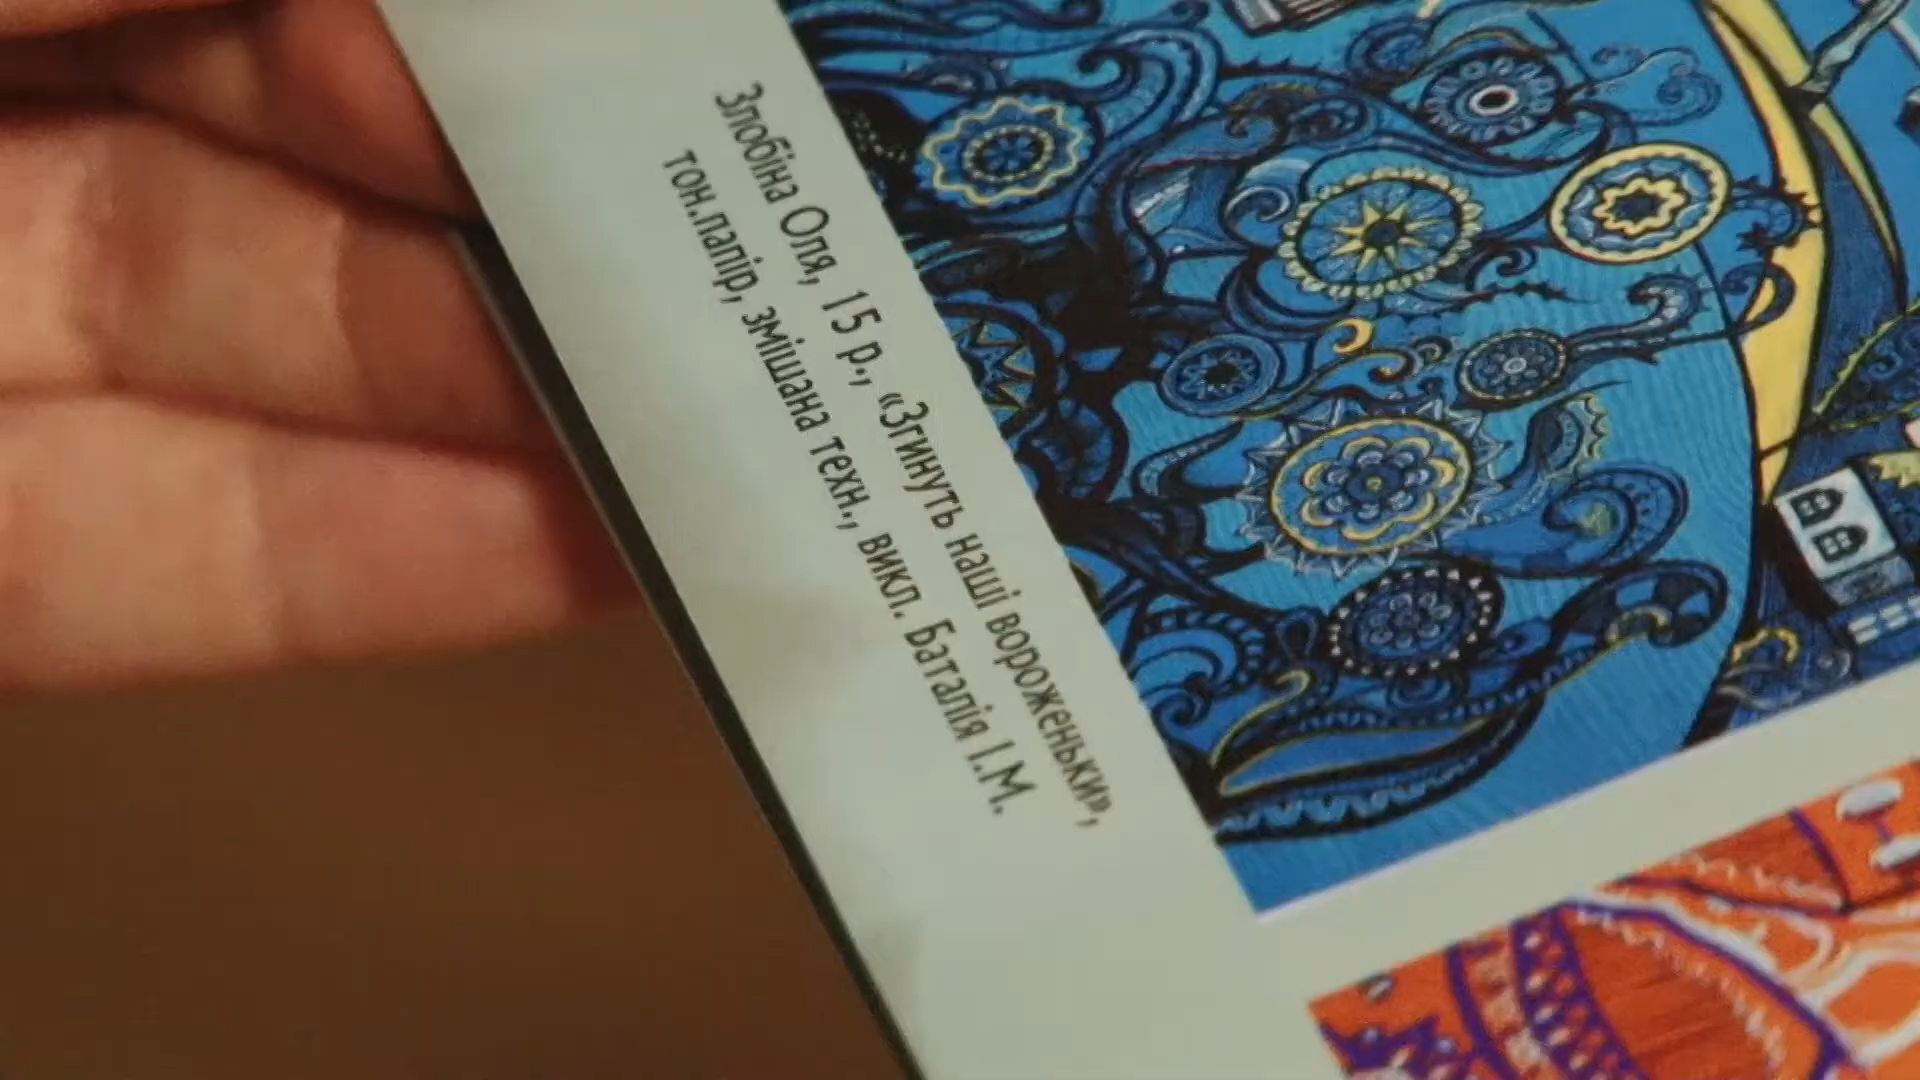 Злобіна Оля, 15 р., «Згинуть наші вороженьки»,
тон.папір, змішана техн., викл. Баталія І.М.